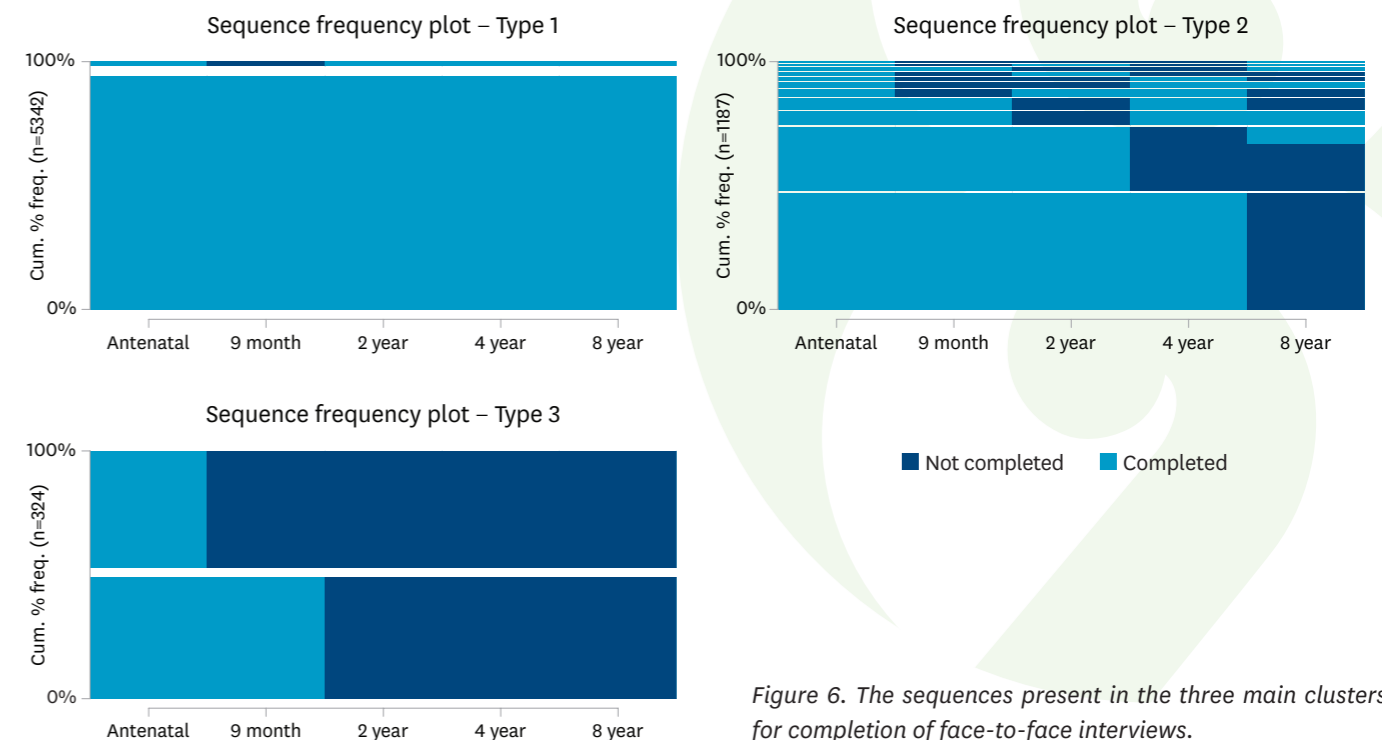 Sequence frequency plot – Type 1
100%
Cum. % freq. (n=5342)
0%
Antenatal 9 month 2 year 4 year 8 year
Sequence frequency plot – Type 2
100%
Cum. % freq. (n=1187)
0%
Antenatal 9 month 2 year 4 year 8 year
Sequence frequency plot – Type 3
100%
Cum. % freq. (n=324)
0%
Antenatal 9 month 2 year 4 year 8 year
Not completed Completed
Figure 6. The sequences present in the three main clusters
for completion of face-to-face interviews.